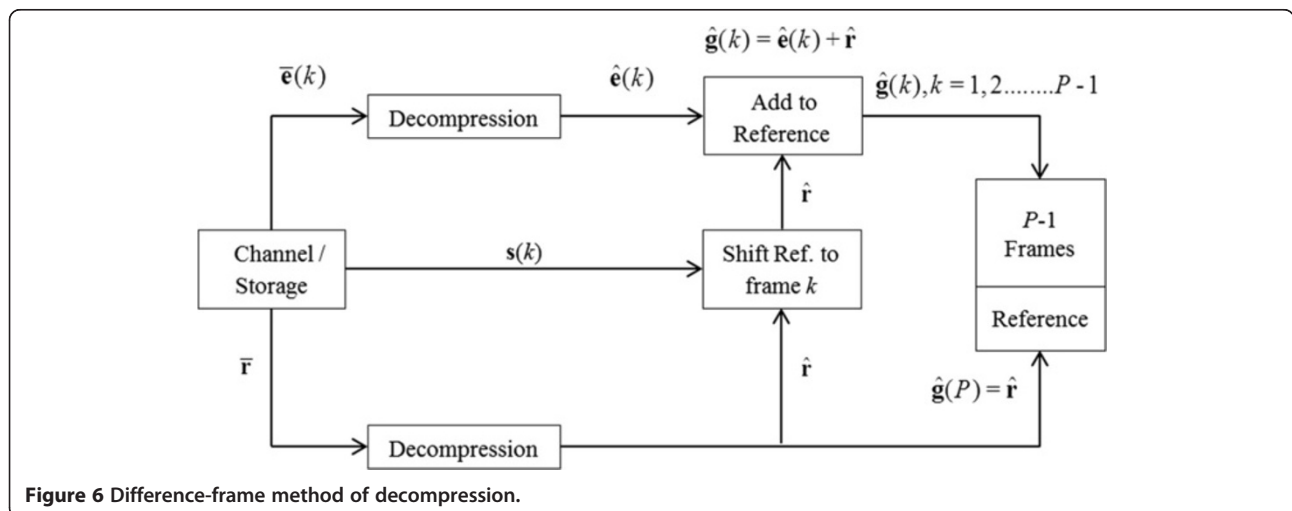 ĝ(k) = ê(k) + r̂
ē(k)
ê(k)
ĝ(k), k = 1, 2........P - 1
Decompression
Add to
Reference
r̂
P-1
Frames
Reference
Channel /
Storage
s(k)
Shift Ref. to
frame k
r̄
r̂
ĝ(P) = r̂
Decompression
Figure 6 Difference-frame method of decompression.